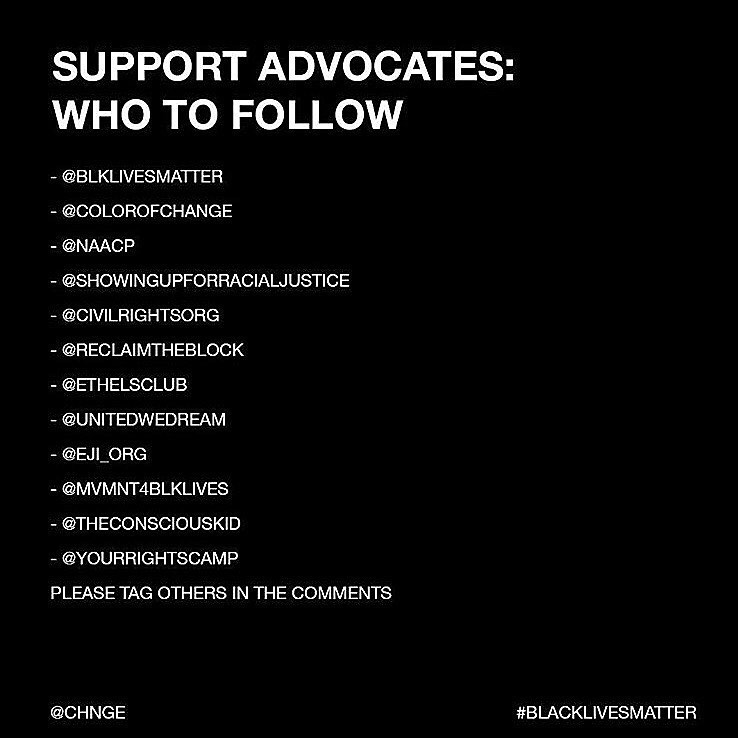 SUPPORT ADVOCATES:
WHO TO FOLLOW
- @BLKLIVESMATTER
- @COLOROFCHANGE
- @NAACP
- @SHOWINGUPFORRACIALJUSTICE
- @CIVILRIGHTSORG
- @RECLAIMTHEBLOCK
- @ETHELSCLUB
- @UNITEDWEDREAM
- @EJI_ORG
- @MVMNT4BLKLIVES
- @THECONSCIOUSKID
- @YOURRIGHTSCAMP
PLEASE TAG OTHERS IN THE COMMENTS
@CHNGE #BLACKLIVESMATTER